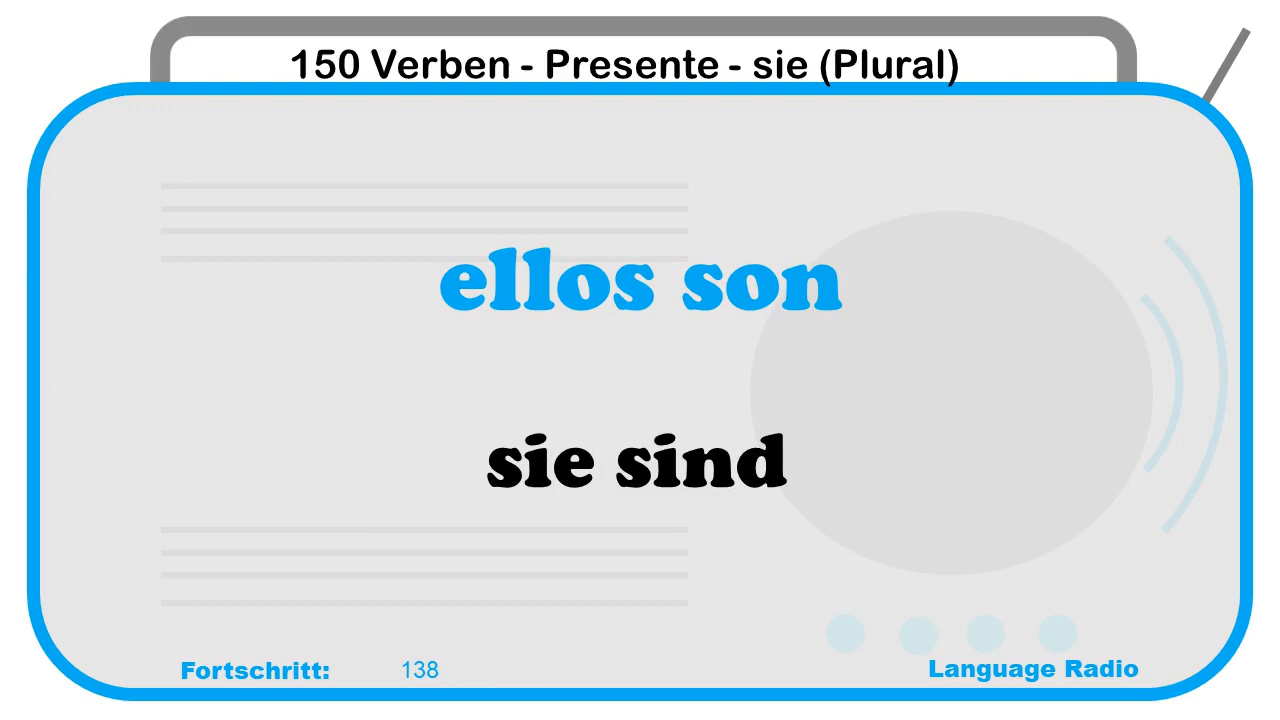 150 Verben - Presente - sie (Plural)
ellos son
sie sind
Fortschritt: 138
Language Radio